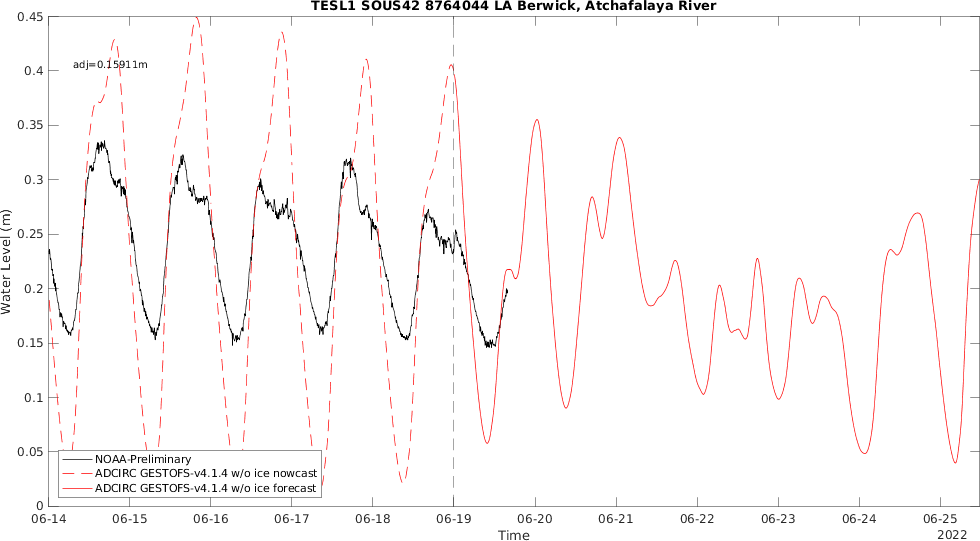 TESL1 SOUS42 8764044 LA Berwick, Atchafalaya River
adj=0.15911m
0.45
0.4
0.35
0.3
0.25
0.2
0.15
0.1
0.05
0
Water Level (m)
NOAA-Preliminary
ADCIRC GESTOFS-v4.1.4 w/o ice nowcast
ADCIRC GESTOFS-v4.1.4 w/o ice forecast
06-14 06-15 06-16 06-17 06-18 06-19 06-20 06-21 06-22 06-23 06-24 06-25
Time
2022